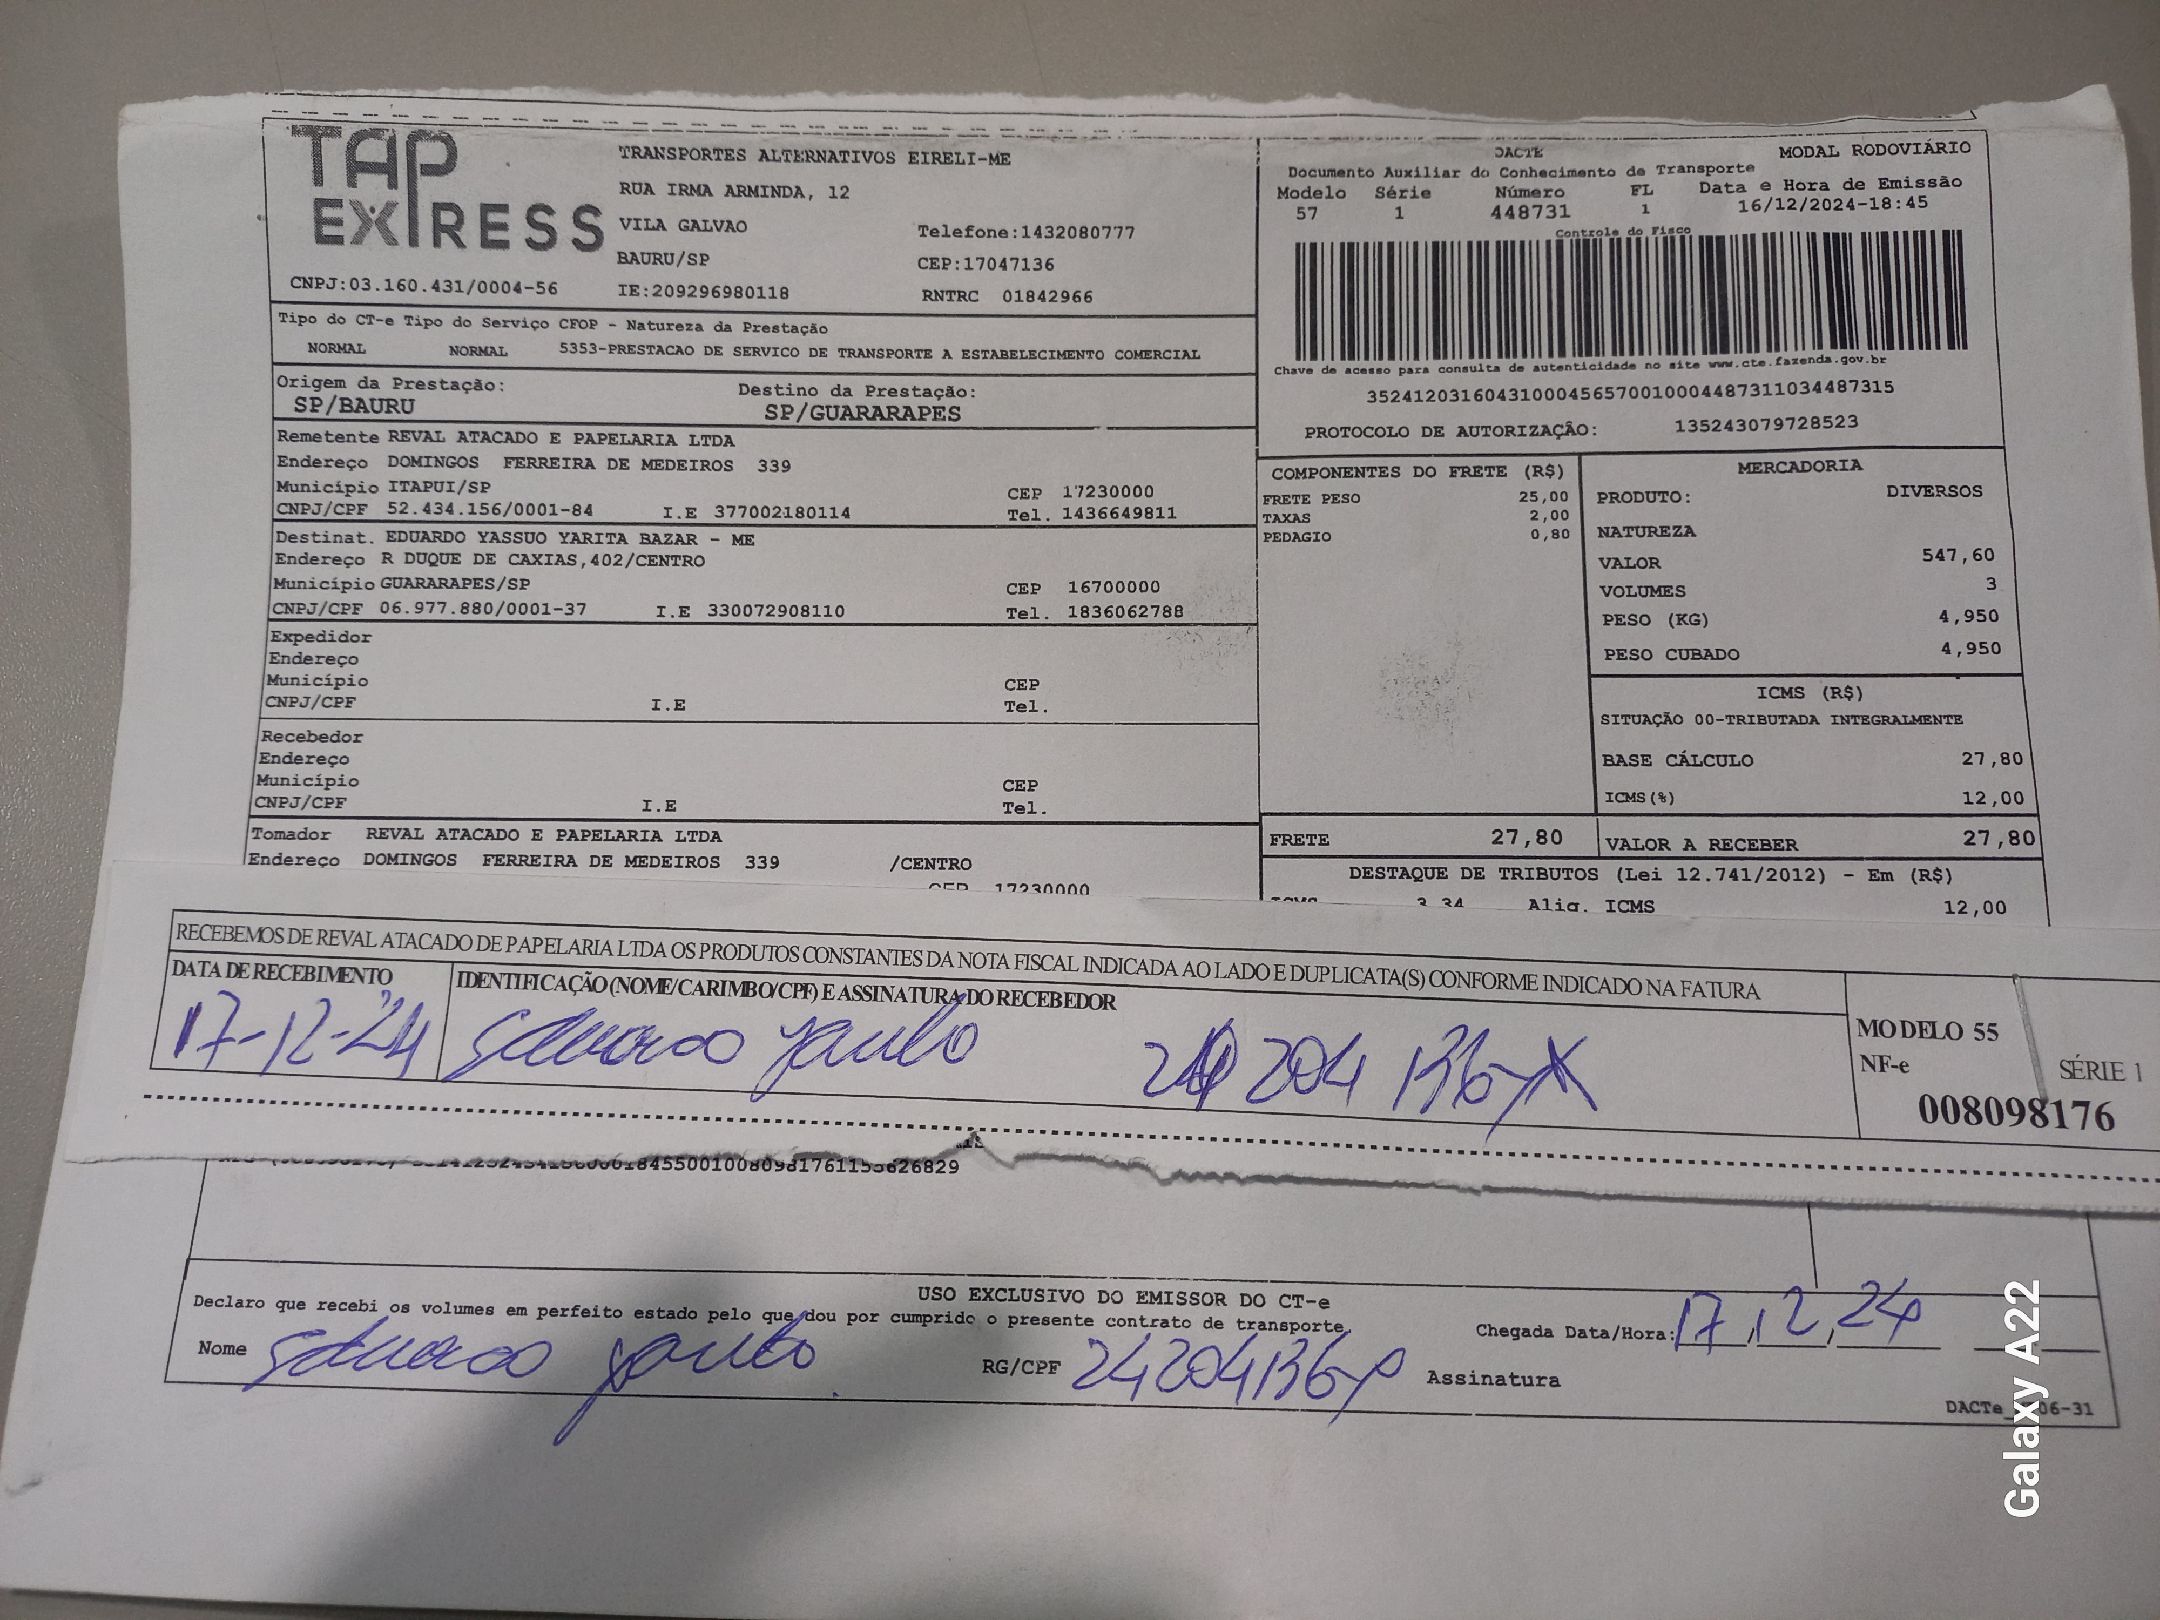 TAP EXPRESS
CNPJ:03.160.431/0004-56
TRANSPORTES ALTERNATIVOS EIRELI-ME
RUA IRMA ARMINDA, 12
VILA GALVAO Telefone:1432080777
BAURU/SP CEP:17047136
IE:209296980118 RNTRC 01842966
DACTE MODAL RODOVIÁRIO
Documento Auxiliar do Conhecimento de Transporte
Modelo Série Número FL Data e Hora de Emissão
57 1 448731 1 16/12/2024-18:45
Controle do Fisco
Chave de acesso para consulta de autenticidade no site www.cte.fazenda.gov.br
35241203160431000456570010004487311034487315
PROTOCOLO DE AUTORIZAÇÃO: 135243079728523
Tipo do CT-e Tipo do Serviço CFOP - Natureza da Prestação
NORMAL NORMAL 5353-PRESTACAO DE SERVICO DE TRANSPORTE A ESTABELECIMENTO COMERCIAL
Origem da Prestação: Destino da Prestação:
SP/BAURU SP/GUARARAPES
Remetente REVAL ATACADO E PAPELARIA LTDA
Endereço DOMINGOS FERREIRA DE MEDEIROS 339
Município ITAPUI/SP CEP 17230000
CNPJ/CPF 52.434.156/0001-84 I.E 377002180114 Tel. 1436649811
Destinat. EDUARDO YASSUO YARITA BAZAR - ME
Endereço R DUQUE DE CAXIAS,402/CENTRO
Município GUARARAPES/SP CEP 16700000
CNPJ/CPF 06.977.880/0001-37 I.E 330072908110 Tel. 1836062788
Expedidor
Endereço
Município CEP
CNPJ/CPF I.E Tel.
Recebedor
Endereço
Município CEP
CNPJ/CPF I.E Tel.
Tomador REVAL ATACADO E PAPELARIA LTDA
Endereço DOMINGOS FERREIRA DE MEDEIROS 339 /CENTRO
CEP 17230000
COMPONENTES DO FRETE (R$)
FRETE PESO 25,00
TAXAS 2,00
PEDAGIO 0,80
MERCADORIA
PRODUTO: DIVERSOS
NATUREZA
VALOR 547,60
VOLUMES 3
PESO (KG) 4,950
PESO CUBADO 4,950
ICMS (R$)
SITUAÇÃO 00-TRIBUTADA INTEGRALMENTE
BASE CÁLCULO 27,80
ICMS(%) 12,00
FRETE 27,80 VALOR A RECEBER 27,80
DESTAQUE DE TRIBUTOS (Lei 12.741/2012) - Em (R$)
ICMS 3,34 Aliq. ICMS 12,00
RECEBEMOS DE REVAL ATACADO DE PAPELARIA LTDA OS PRODUTOS CONSTANTES DA NOTA FISCAL INDICADA AO LADO E DUPLICATA(S) CONFORME INDICADO NA FATURA
DATA DE RECEBIMENTO IDENTIFICAÇÃO (NOME/CARIMBO/CPF) E ASSINATURA DO RECEBEDOR
17-12-24 Eduardo Paulo
MODELO 55
NF-e SÉRIE 1
008098176
USO EXCLUSIVO DO EMISSOR DO CT-e
Declaro que recebi os volumes em perfeito estado pelo que dou por cumprido o presente contrato de transporte.
Chegada Data/Hora: 17/12/24
Nome Eduardo Paulo RG/CPF Assinatura
Galaxy A22